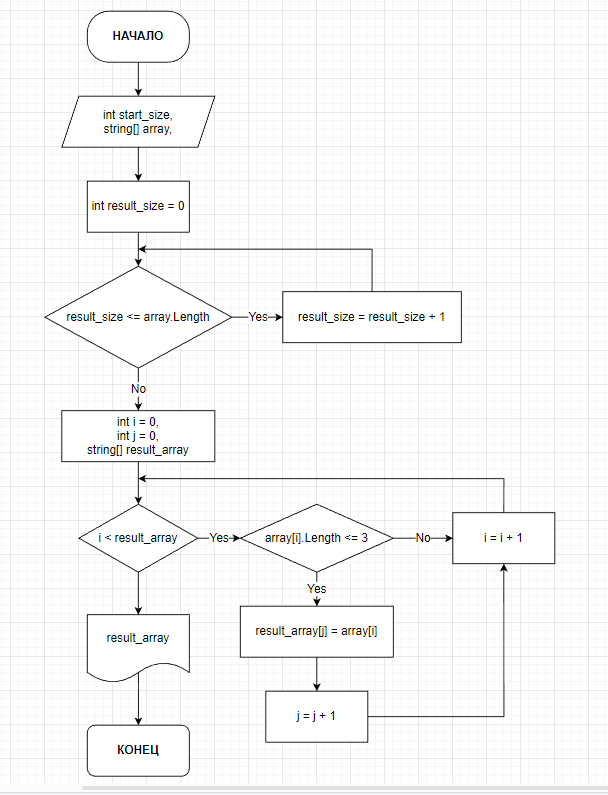 НАЧАЛО
int start_size,
string[] array,
int result_size = 0
result_size <= array.Length
Yes
result_size = result_size + 1
No
int i = 0,
int j = 0,
string[] result_array
i < result_array
Yes
array[i].Length <= 3
No
i = i + 1
Yes
result_array[j] = array[i]
result_array
j = j + 1
КОНЕЦ